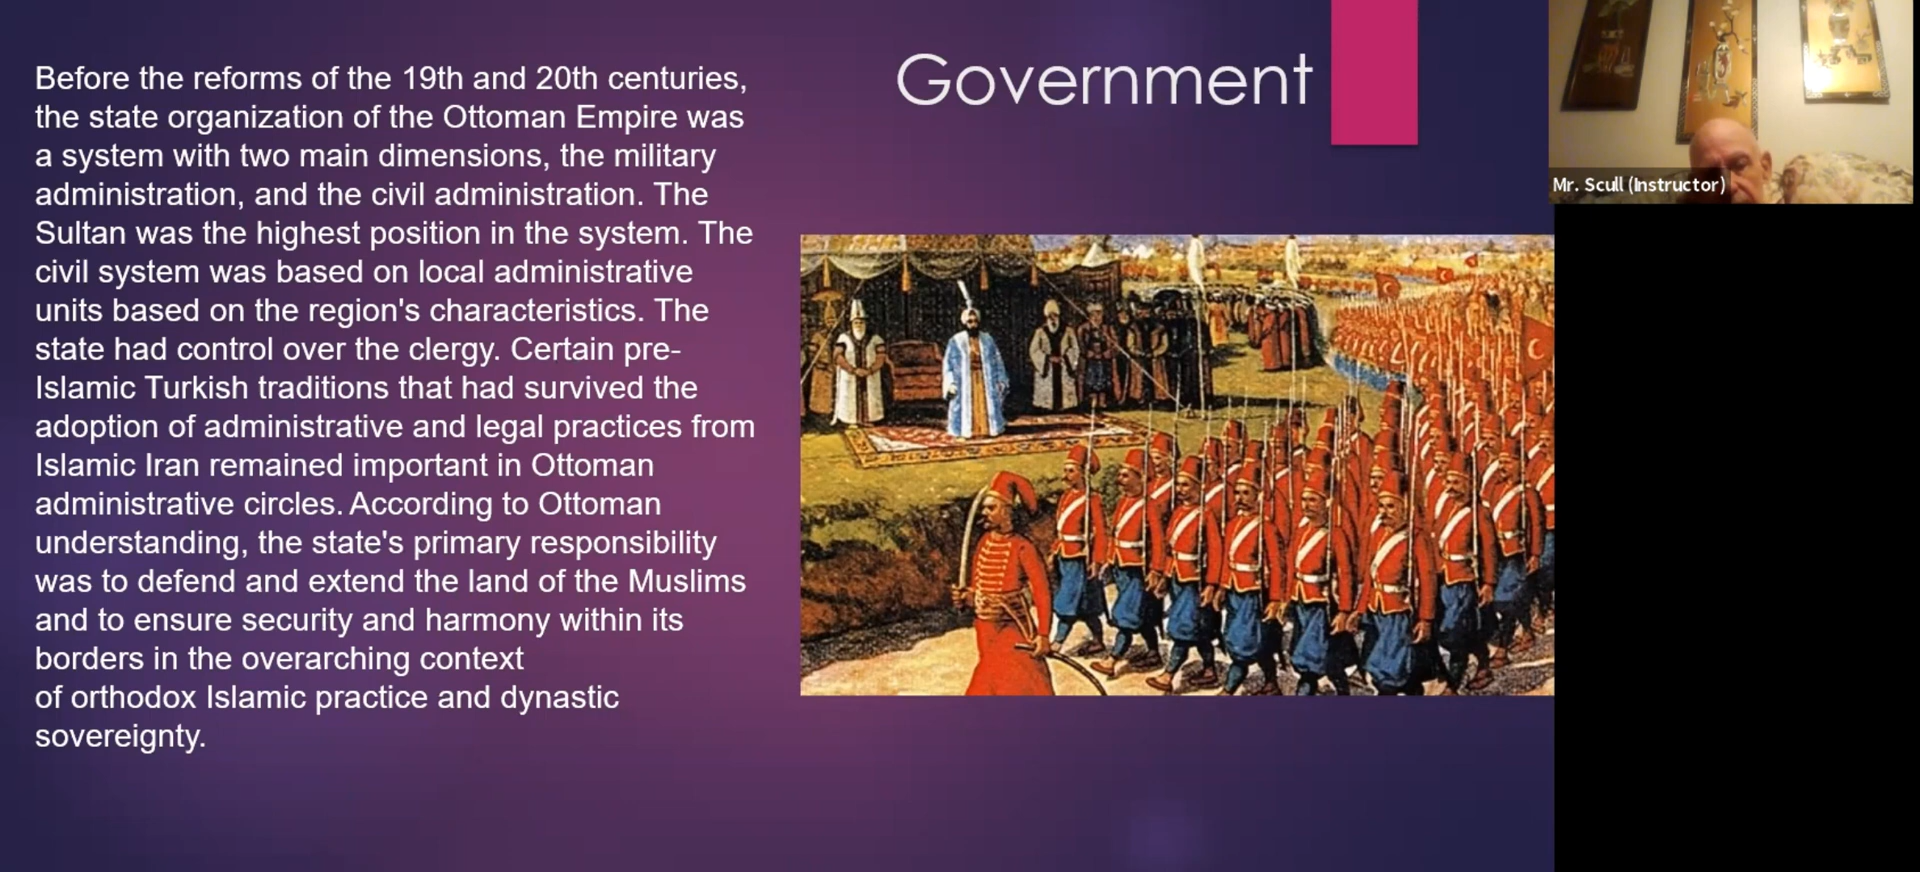 Government
Before the reforms of the 19th and 20th centuries,
the state organization of the Ottoman Empire was
a system with two main dimensions, the military
administration, and the civil administration. The
Sultan was the highest position in the system. The
civil system was based on local administrative
units based on the region's characteristics. The
state had control over the clergy. Certain pre-
Islamic Turkish traditions that had survived the
adoption of administrative and legal practices from
Islamic Iran remained important in Ottoman
administrative circles. According to Ottoman
understanding, the state's primary responsibility
was to defend and extend the land of the Muslims
and to ensure security and harmony within its
borders in the overarching context
of orthodox Islamic practice and dynastic
sovereignty.
Mr. Scull (Instructor)